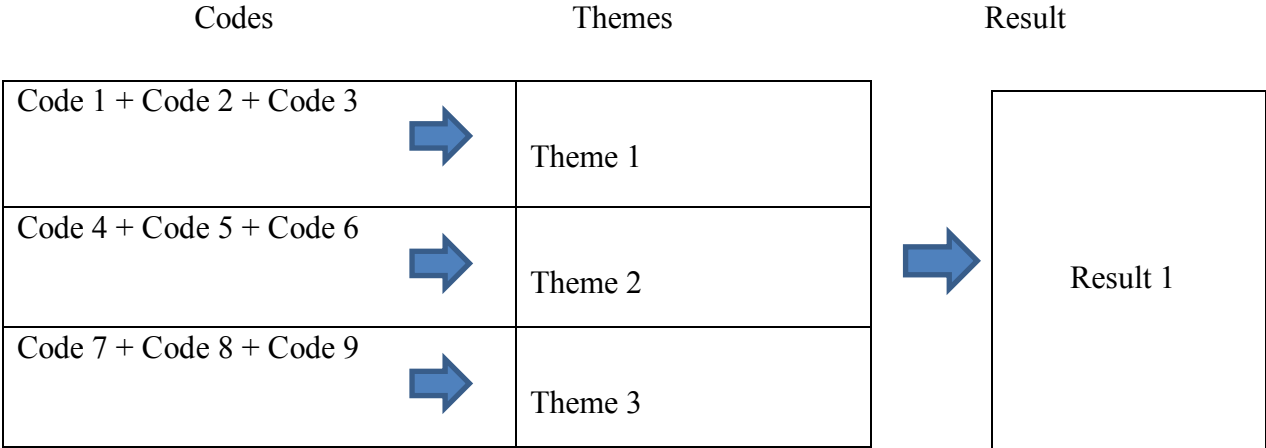 Codes Themes Result
Code 1 + Code 2 + Code 3
Theme 1
Code 4 + Code 5 + Code 6
Theme 2
Result 1
Code 7 + Code 8 + Code 9
Theme 3